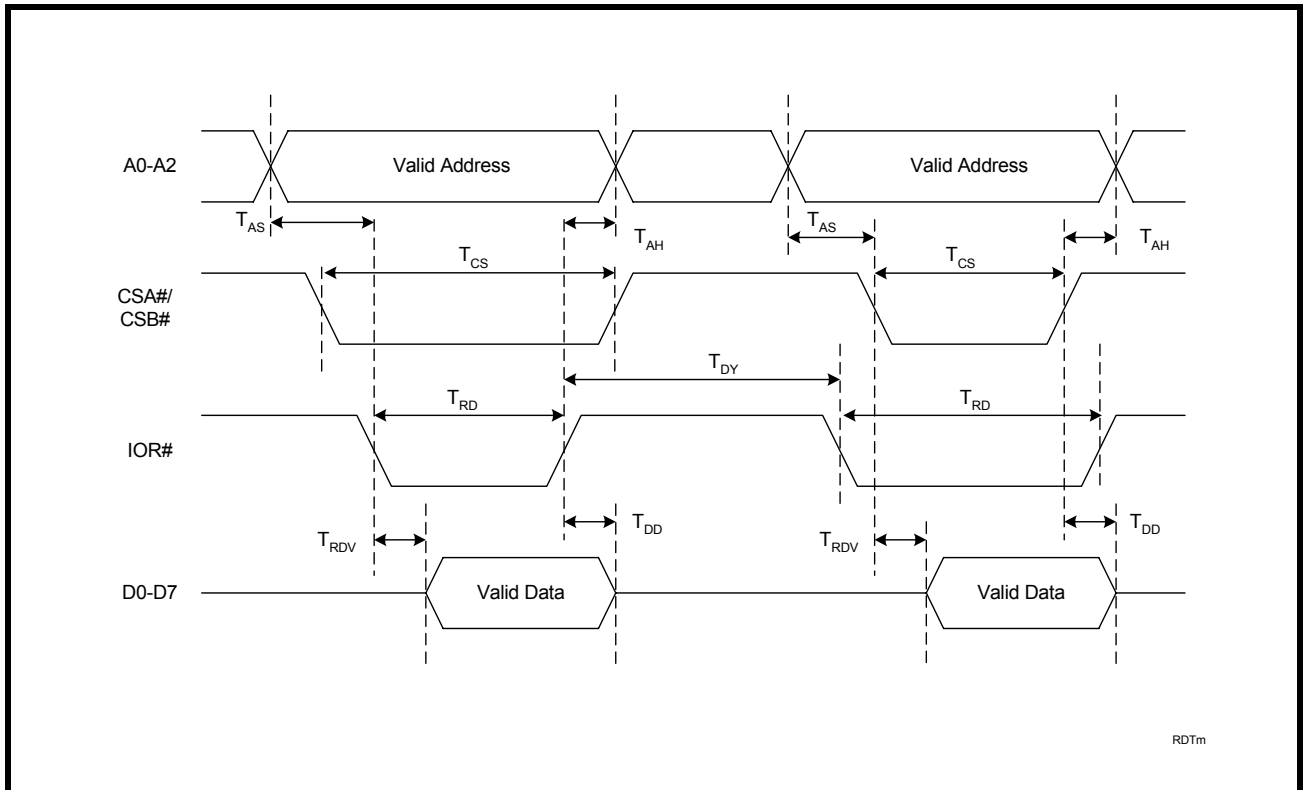 A0-A2
Valid Address
Valid Address
TAS
TAH
TAS
TAH
TCS
TCS
CSA#/
CSB#
TDY
TRD
TRD
IOR#
TRDV
TDD
TRDV
TDD
D0-D7
Valid Data
Valid Data
RDTm